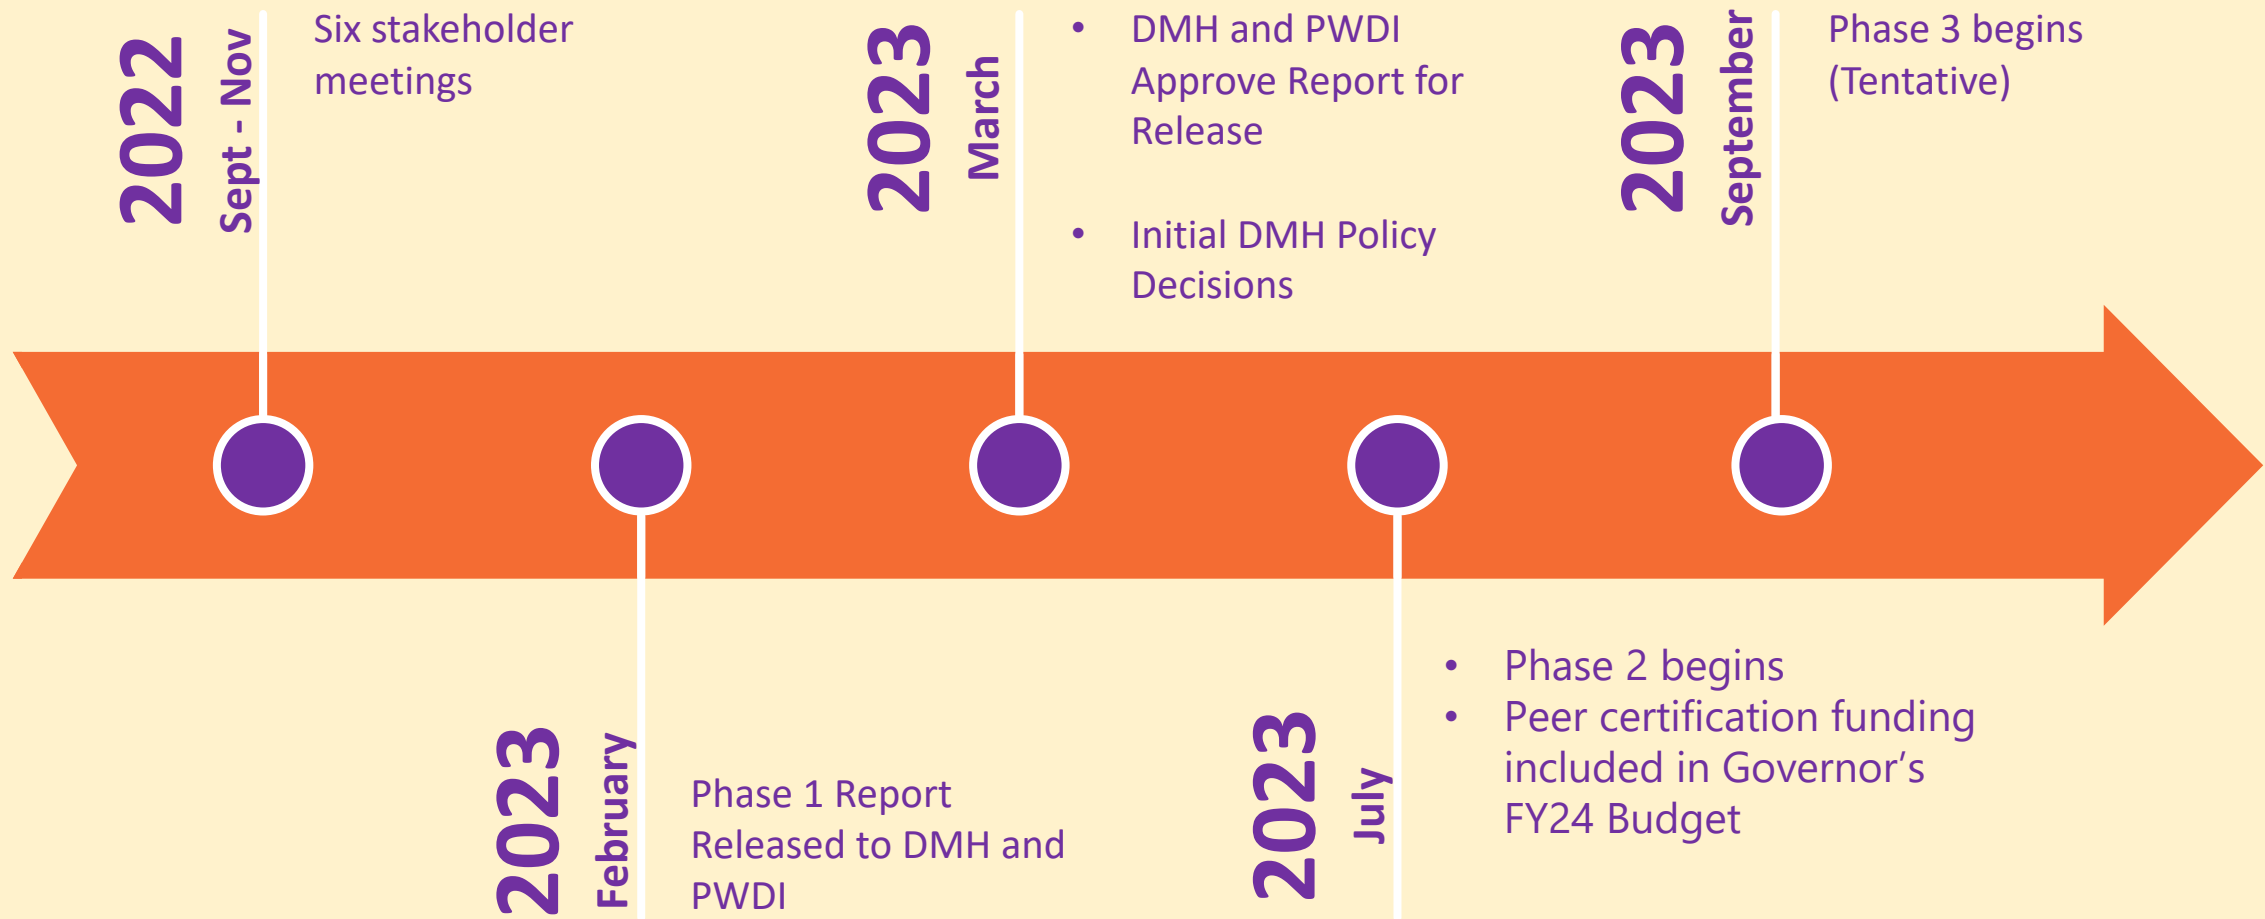 2022
Sept - Nov
Six stakeholder
meetings
2023
February
Phase 1 Report
Released to DMH and
PWDI
2023
March
• DMH and PWDI
Approve Report for
Release
• Initial DMH Policy
Decisions
2023
July
• Phase 2 begins
• Peer certification funding
included in Governor’s
FY24 Budget
2023
September
Phase 3 begins
(Tentative)